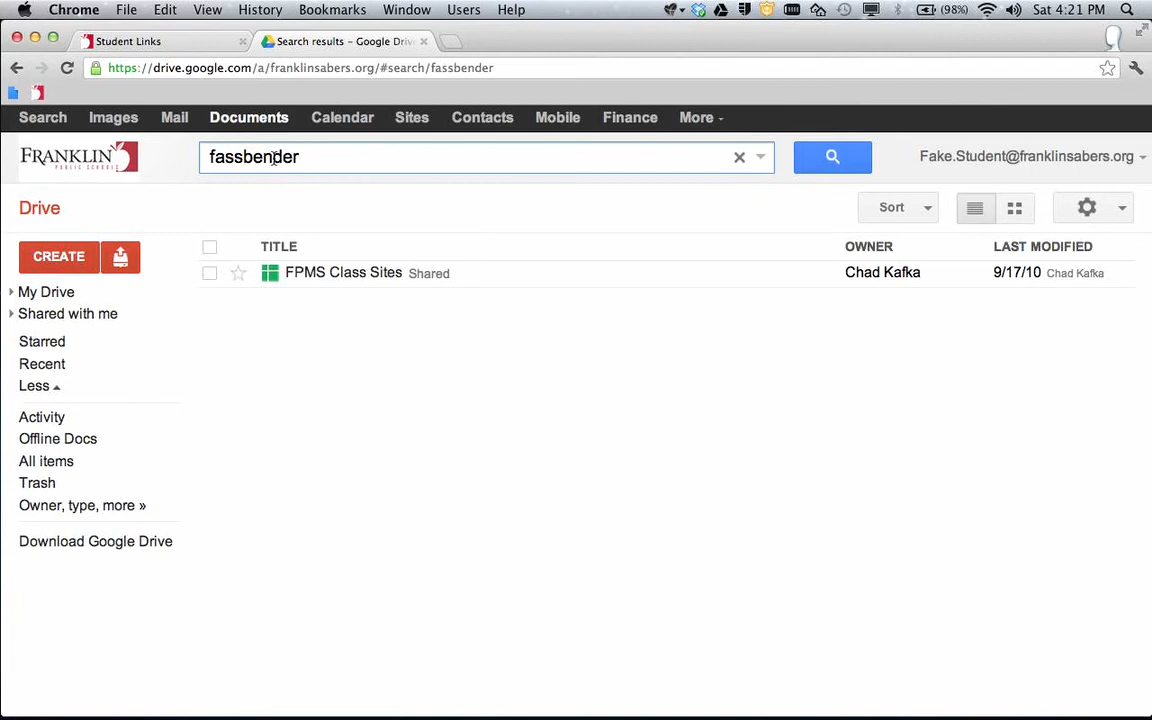 Chrome File Edit View History Bookmarks Window Users Help (98%) Sat 4:21 PM
Student Links Search results – Google Driv
https://drive.google.com/a/franklinsabers.org/#search/fassbender
Search Images Mail Documents Calendar Sites Contacts Mobile Finance More
FRANKLIN
PUBLIC SCHOOLS
fassbender
Fake.Student@franklinsabers.org
Drive
Sort
CREATE
TITLE OWNER LAST MODIFIED
FPMS Class Sites Shared Chad Kafka 9/17/10 Chad Kafka
My Drive
Shared with me
Starred
Recent
Less
Activity
Offline Docs
All items
Trash
Owner, type, more »
Download Google Drive